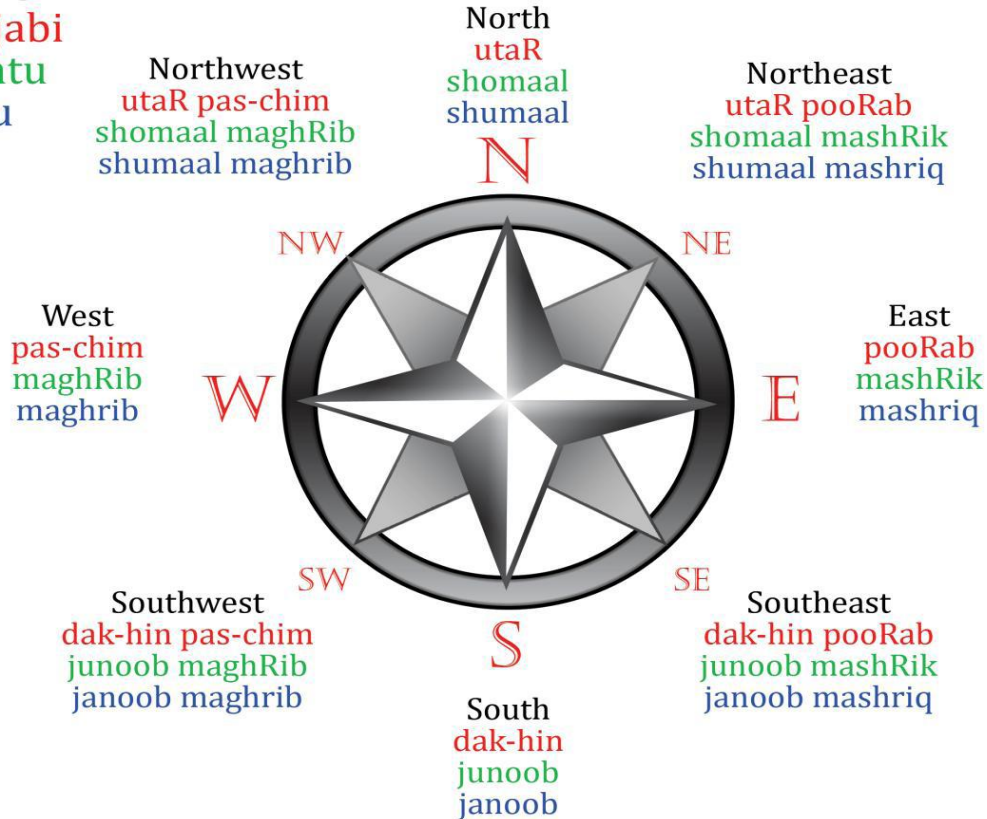 North
utaR
shomaal
shumaal
Northwest
utaR pas-chim
shomaal maghRib
shumaal maghrib
Northeast
utaR pooRab
shomaal mashRik
shumaal mashriq
N
NW
NE
West
pas-chim
maghRib
maghrib
W
E
East
pooRab
mashRik
mashriq
SW
SE
Southwest
dak-hin pas-chim
junoob maghRib
janoob maghrib
S
Southeast
dak-hin pooRab
junoob mashRik
janoob mashriq
South
dak-hin
junoob
janoob